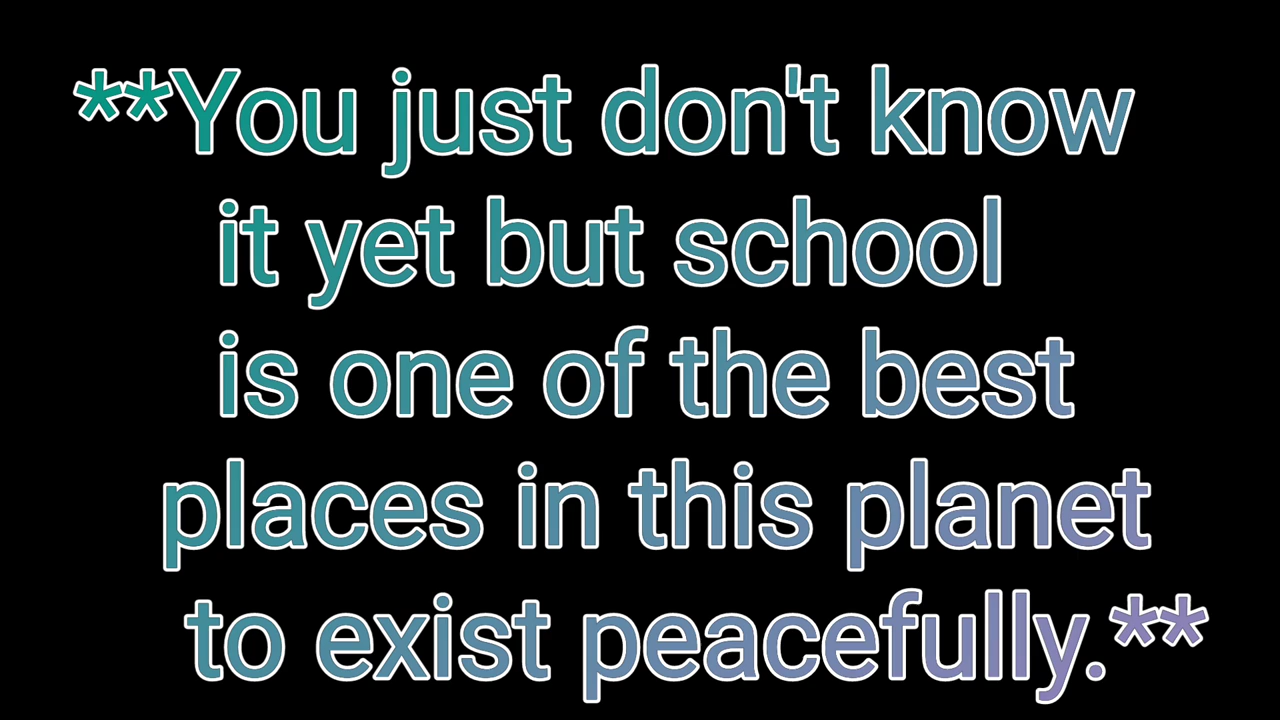 **You just don't know
it yet but school
is one of the best
places in this planet
to exist peacefully.**